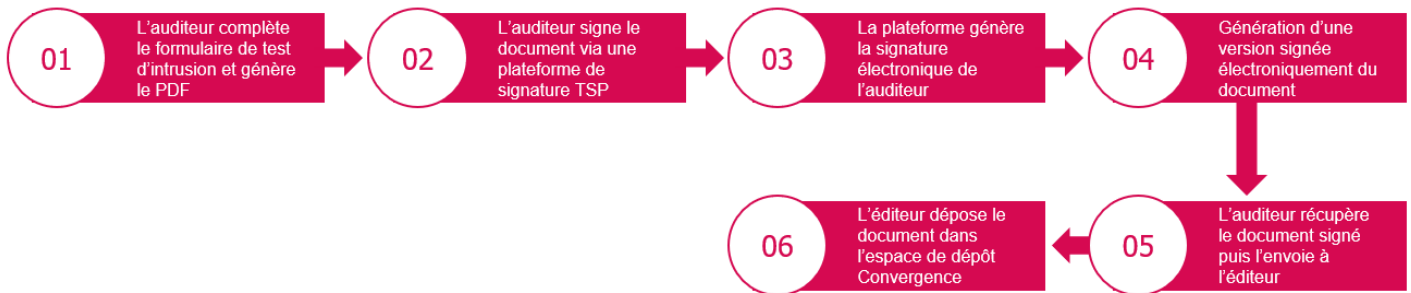 01
L’auditeur complète
le formulaire de test
d’intrusion et génère
le PDF
02
L’auditeur signe le
document via une
plateforme de
signature TSP
03
La plateforme génère
la signature
électronique de
l’auditeur
04
Génération d’une
version signée
électroniquement du
document
05
L’auditeur récupère
le document signé
puis l’envoie à
l’éditeur
06
L’éditeur dépose le
document dans
l’espace de dépôt
Convergence